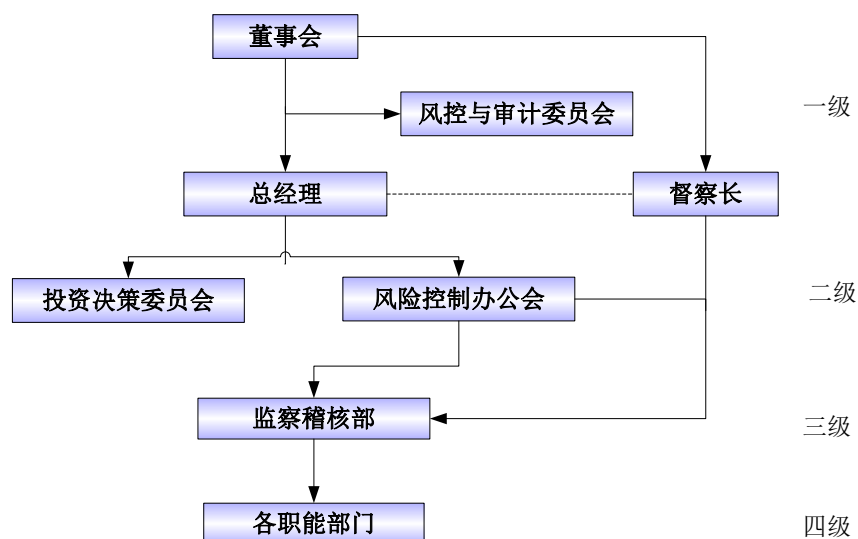 董事会
风控与审计委员会
一级
总经理
督察长
投资决策委员会
风险控制办公会
二级
监察稽核部
三级
各职能部门
四级